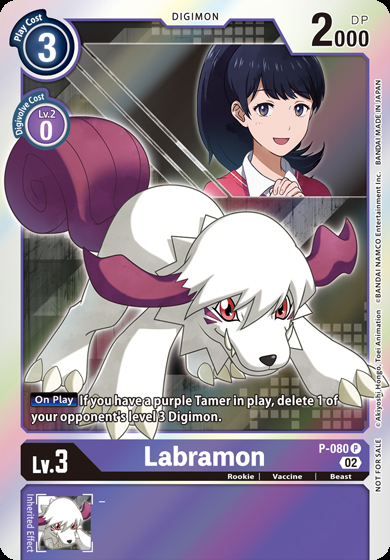 Play Cost
3
DIGIMON
2000
DP
Digivolve Cost
Lv.2
0
On Play If you have a purple Tamer in play, delete 1 of
your opponent's level 3 Digimon.
Lv.3
Labramon
P-080 P
02
Rookie | Vaccine | Beast
Inherited Effect
–
NOT FOR SALE ©Akiyoshi Hongo, Toei Animation ©BANDAI NAMCO Entertainment Inc. BANDAI MADE IN JAPAN